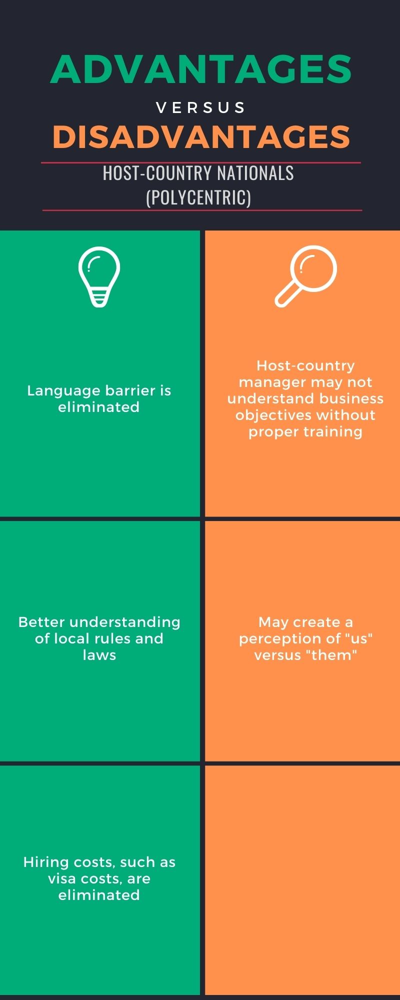 ADVANTAGES
VERSUS
DISADVANTAGES
HOST-COUNTRY NATIONALS
(POLYCENTRIC)
Language barrier is
eliminated
Host-country
manager may not
understand business
objectives without
proper training
Better understanding
of local rules and
laws
May create a
perception of "us"
versus "them"
Hiring costs, such as
visa costs, are
eliminated